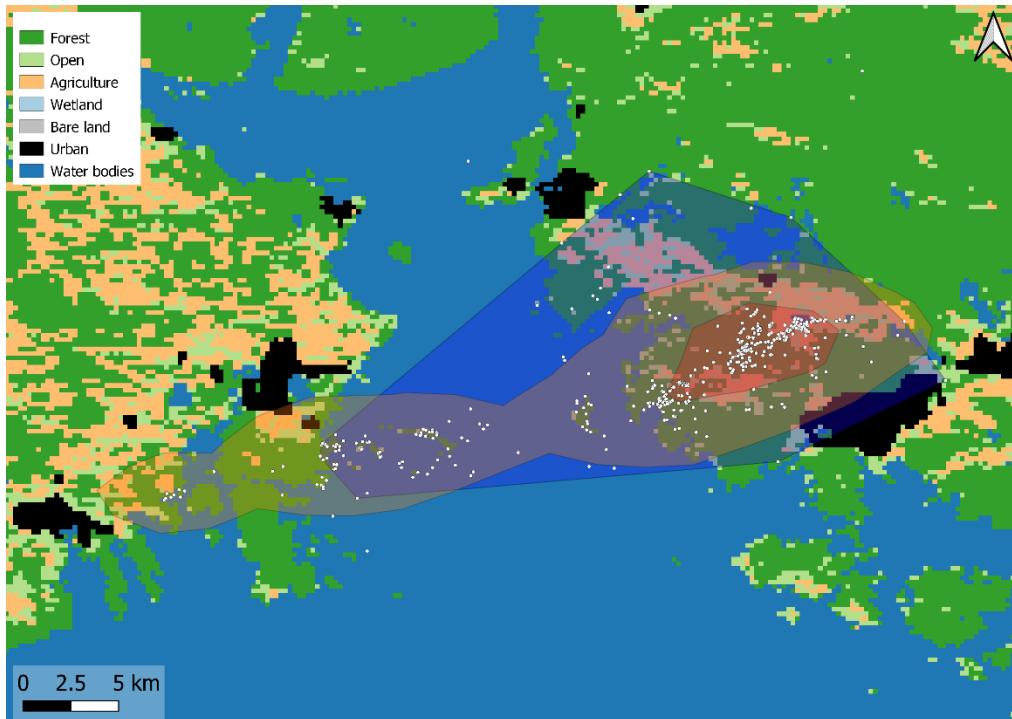 Forest
Open
Agriculture
Wetland
Bare land
Urban
Water bodies
0 2.5 5 km